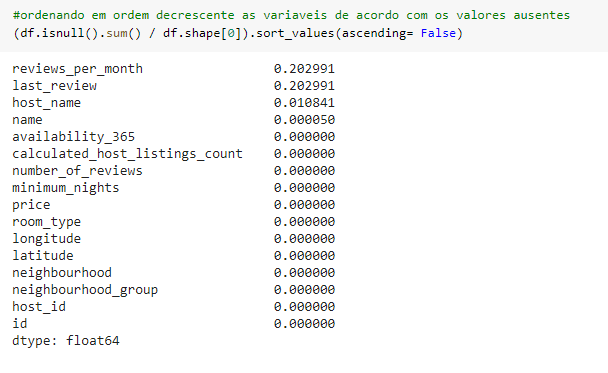 #ordenando em ordem decrescente as variaveis de acordo com os valores ausentes
(df.isnull().sum() / df.shape[0]).sort_values(ascending= False)
reviews_per_month 0.202991
last_review 0.202991
host_name 0.010841
name 0.000050
availability_365 0.000000
calculated_host_listings_count 0.000000
number_of_reviews 0.000000
minimum_nights 0.000000
price 0.000000
room_type 0.000000
longitude 0.000000
latitude 0.000000
neighbourhood 0.000000
neighbourhood_group 0.000000
host_id 0.000000
id 0.000000
dtype: float64